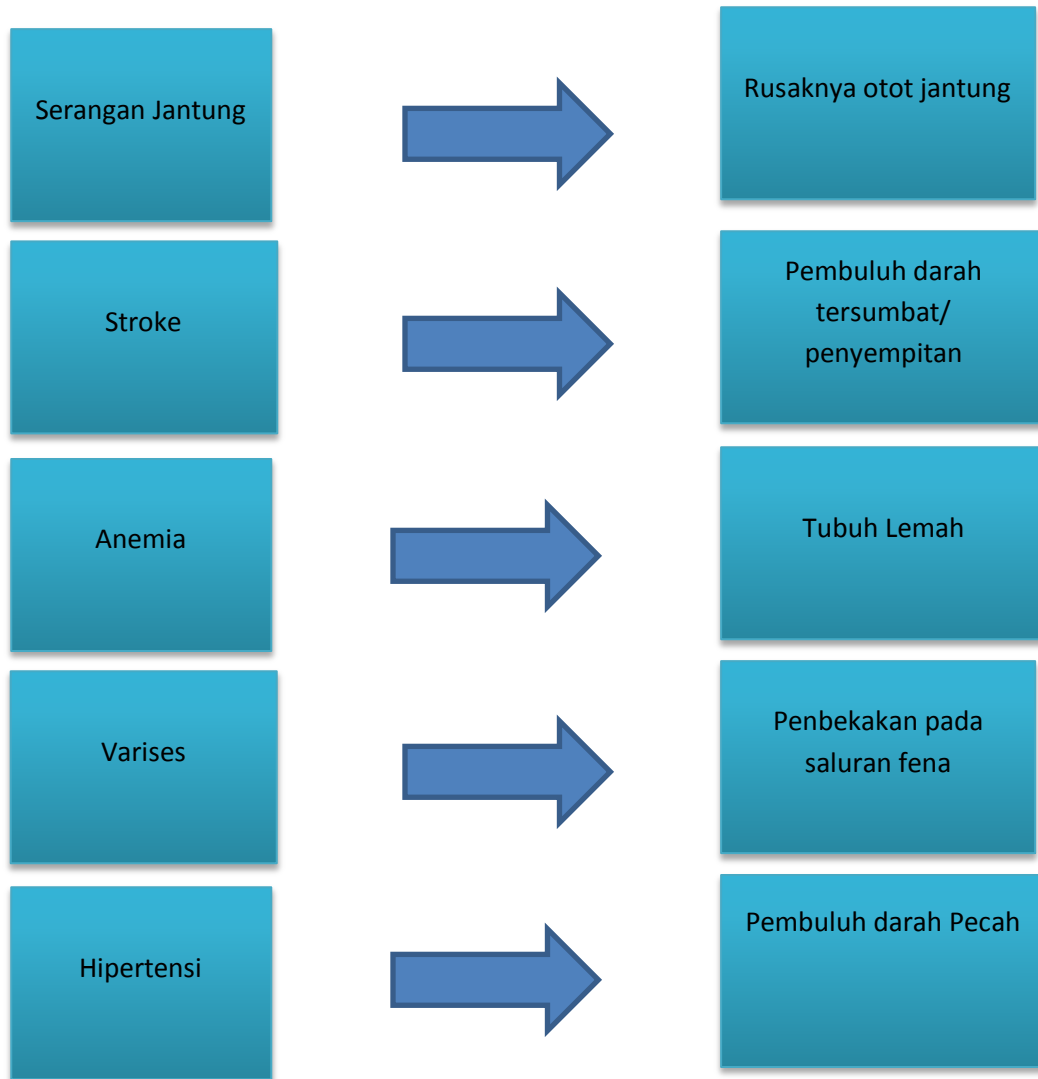 Serangan Jantung
Rusaknya otot jantung
Stroke
Pembuluh darah
tersumbat/
penyempitan
Anemia
Tubuh Lemah
Varises
Penbekakan pada
saluran fena
Hipertensi
Pembuluh darah Pecah